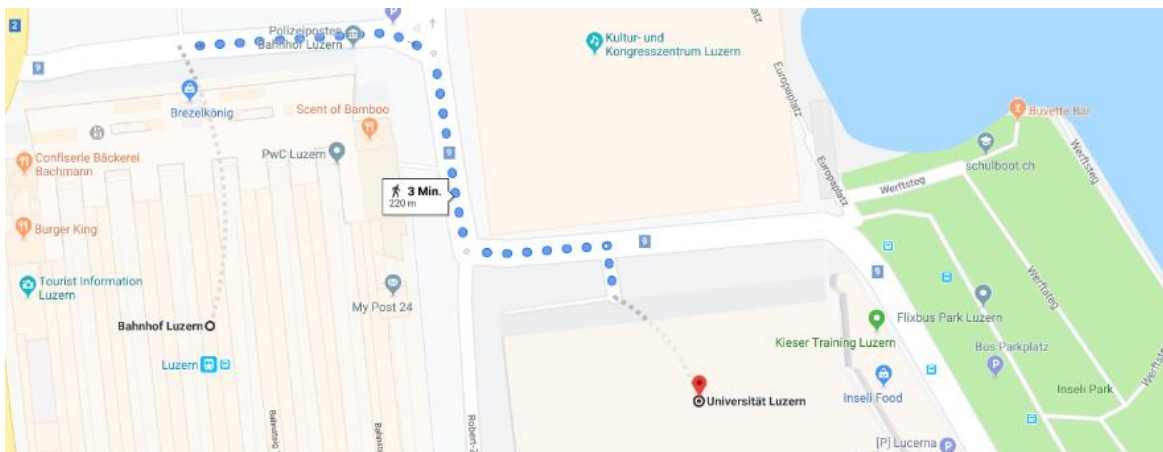 2
P
Polizeiposten
Bahnhof Luzern
9
Kultur- und
Kongresszentrum Luzern
Europaplatz
Brezelkönig
Scent of Bamboo
Buvette Bar
Confiserie Bäckerei
Bachmann
PwC Luzern
9
schulboot.ch
Werftsteg
Werftsteg
Europaplatz
3 Min.
220 m
Burger King
9
Werftsteg
Tourist Information
Luzern
My Post 24
9
Flixbus Park Luzern
Bahnhof Luzern
Kieser Training Luzern
Bus Parkplatz
P
Luzern
Inseli Park
Universität Luzern
Inseli Food
[P] Lucerna
P